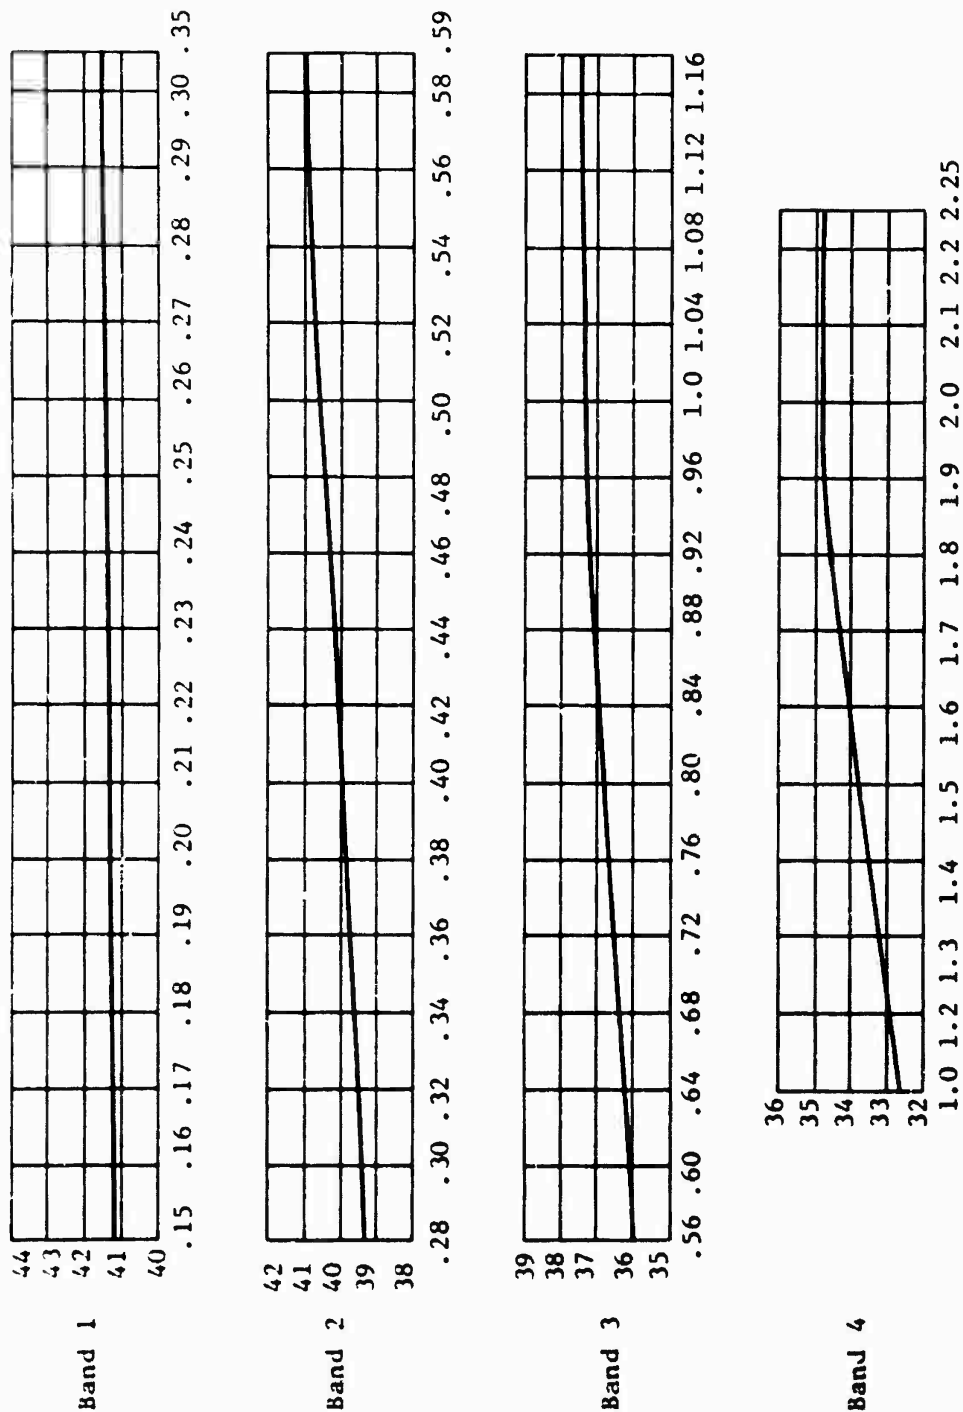 Band 1
44
43
42
41
40
.15 .16 .17 .18 .19 .20 .21 .22 .23 .24 .25 .26 .27 .28 .29 .30 .35
Band 2
42
41
40
39
38
.28 .30 .32 .34 .36 .38 .40 .42 .44 .46 .48 .50 .52 .54 .56 .58 .59
Band 3
39
38
37
36
35
.56 .60 .64 .68 .72 .76 .80 .84 .88 .92 .96 1.0 1.04 1.08 1.12 1.16
Band 4
36
35
34
33
32
1.0 1.2 1.3 1.4 1.5 1.6 1.7 1.8 1.9 2.0 2.1 2.2 2.25